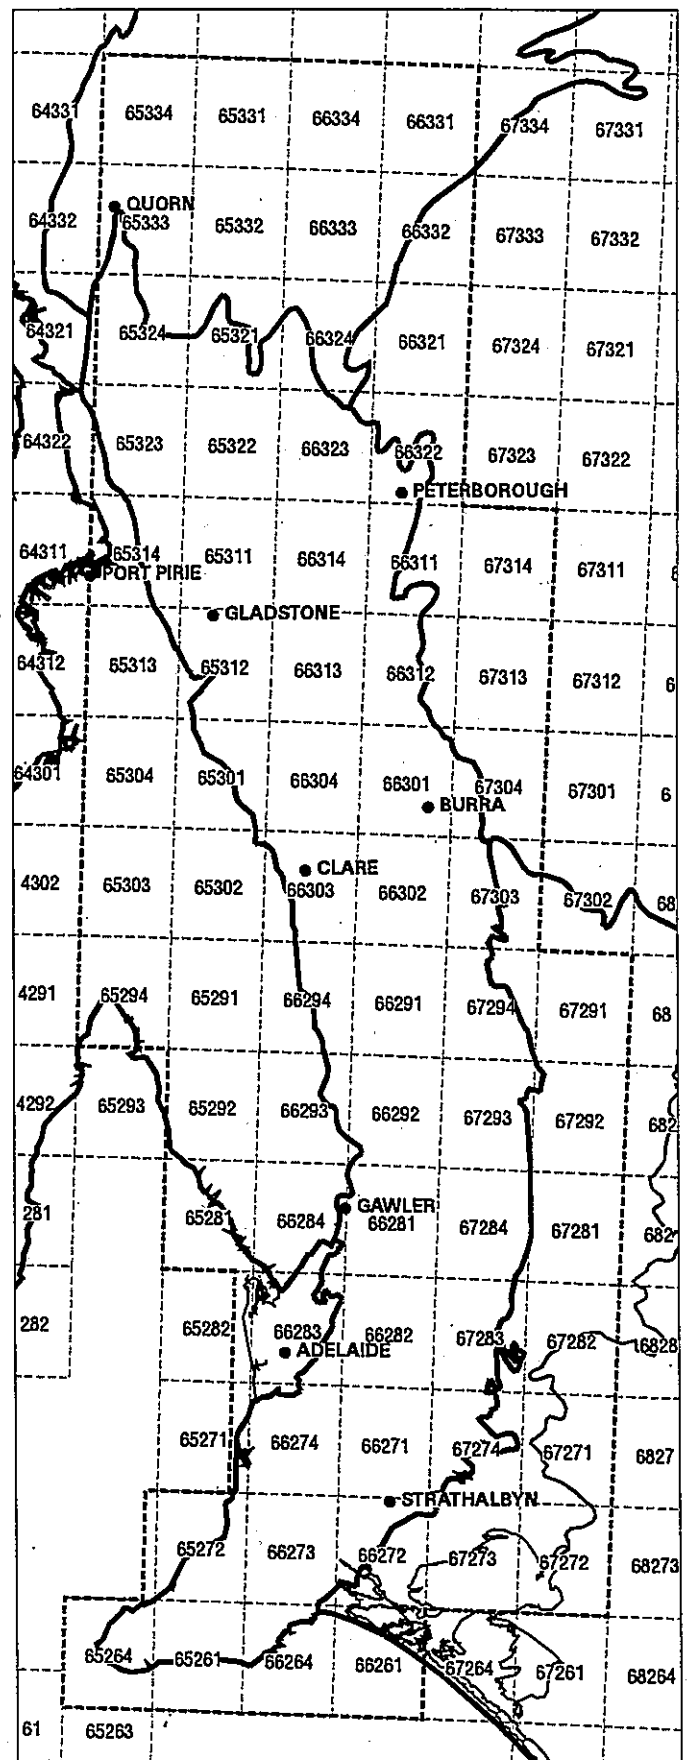 64331 65334 65331 66334 66331 67334 67331
QUORN
64332 65333 65332 66333 66332 67333 67332
64321 65324 65321 66324 66321 67324 67321
64322 65323 65322 66323 66322 67323 67322
PETERBOROUGH
64311 65314 65311 66314 66311 67314 67311
PORT PIRIE
GLADSTONE
64312 65313 65312 66313 66312 67313 67312 6
64301 65304 65301 66304 66301 67304 67301 6
BURRA
CLARE
4302 65303 65302 66303 66302 67303 67302 68
4291 65294 65291 66294 66291 67294 67291 68
4292 65293 65292 66293 66292 67293 67292 682
GAWLER
281 65281 66284 66281 67284 67281 682
282 65282 66283 66282 67283 67282 6828
ADELAIDE
65271 66274 66271 67274 67271 6827
STRATHALBYN
65272 66273 66272 67273 67272 68273
65264 65261 66264 66261 67264 67261 68264
61 65263